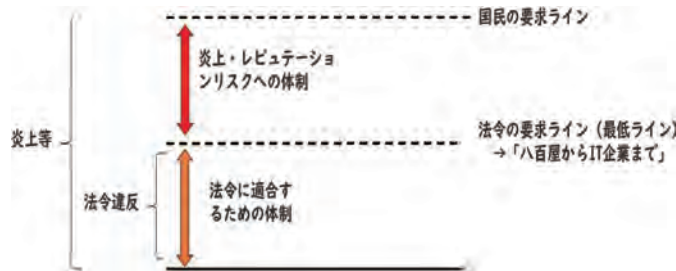 国民の要求ライン
炎上・レピュテーショ
ンリスクへの体制
炎上等
法令の要求ライン（最低ライン）
→「八百屋からIT企業まで」
法令違反
法令に適合す
るための体制